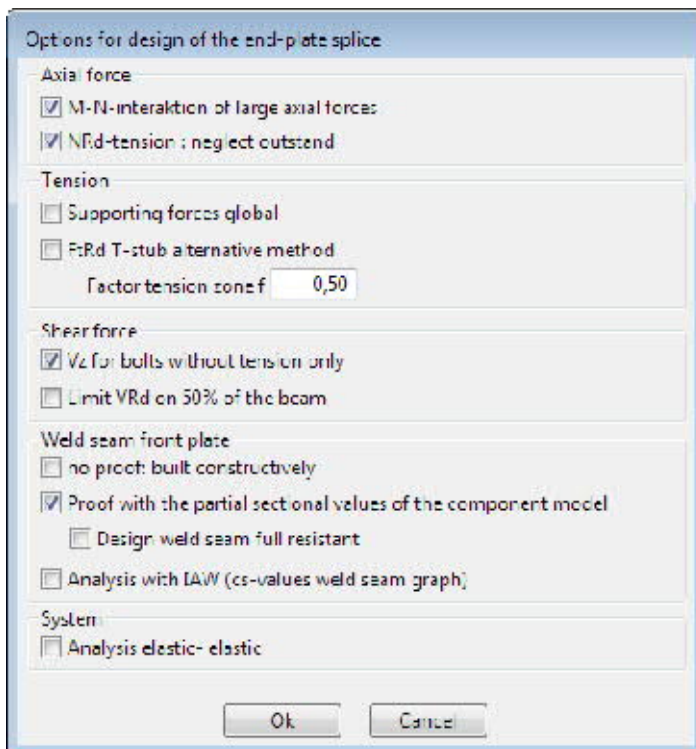 Options for design of the end-plate splice
Axial force
M-N-interaktion of large axial forces
NRd-tension : neglect outstand
Tension
Supporting forces global
FtRd T-stub alternative method
Factor tension zone f 0,50
Shear force
Vz for bolts without tension only
Limit VRd on 50% of the beam
Weld seam front plate
no proof: built constructively
Proof with the partial sectional values of the component model
Design weld seam full resistant
Analysis with IAW (cs-values weld seam graph)
System
Analysis elastic- elastic
Ok Cancel